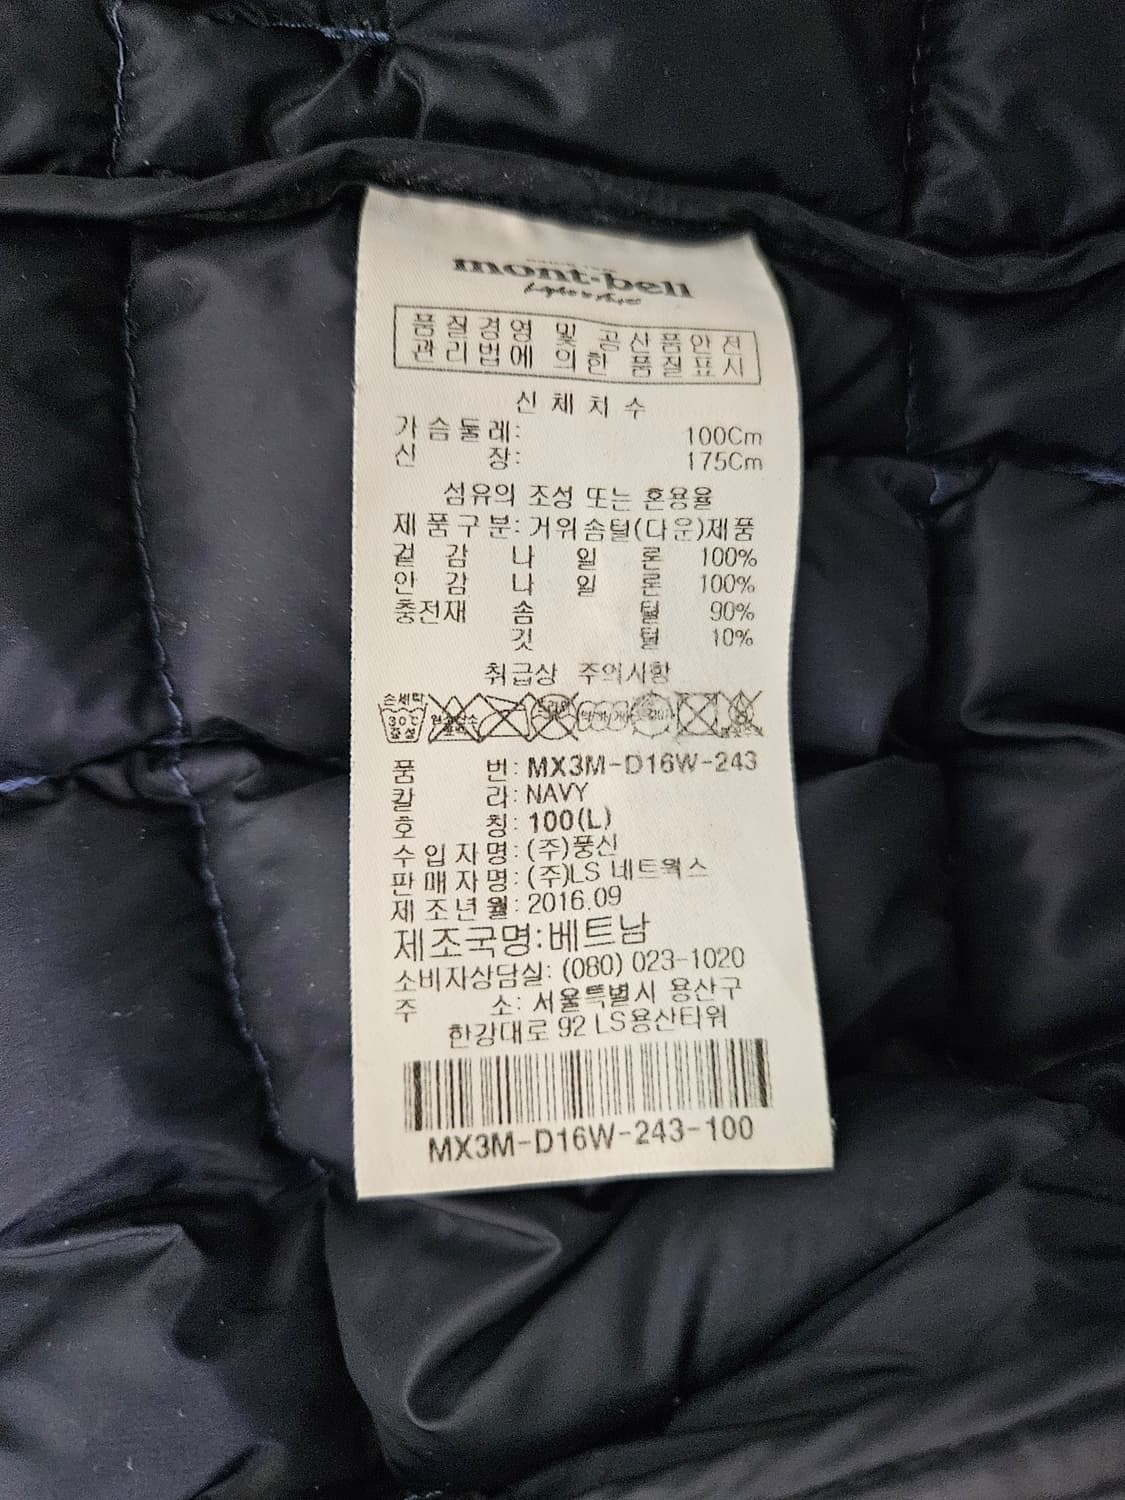 mont-bell
품질경영 및 공산품안전
관리법에 의한 품질표시
신체치수
가슴둘레: 100Cm
신 장: 175Cm
섬유의 조성 또는 혼용율
제품구분: 거위솜털(다운)제품
겉 감 나 일 론 100%
안 감 나 일 론 100%
충전재 솜 털 90%
깃 털 10%
취급상 주의사항
손세탁
30℃
중성
품 번: MX3M-D16W-243
칼 라: NAVY
호 칭: 100(L)
수입자명: (주)풍신
판매자명: (주)LS 네트웍스
제조년월: 2016.09
제조국명:베트남
소비자상담실: (080) 023-1020
주 소: 서울특별시 용산구
한강대로 92 LS용산타워
MX3M-D16W-243-100